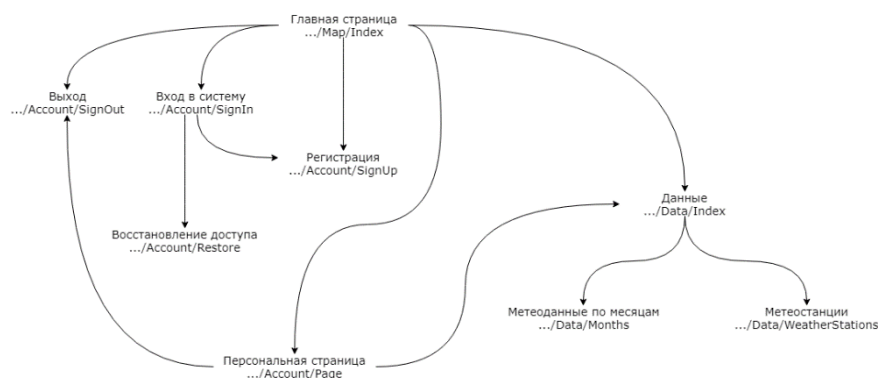 Главная страница
.../Map/Index
Выход
.../Account/SignOut
Вход в систему
.../Account/SignIn
Регистрация
.../Account/SignUp
Данные
.../Data/Index
Восстановление доступа
.../Account/Restore
Метеоданные по месяцам
.../Data/Months
Метеостанции
.../Data/WeatherStations
Персональная страница
.../Account/Page